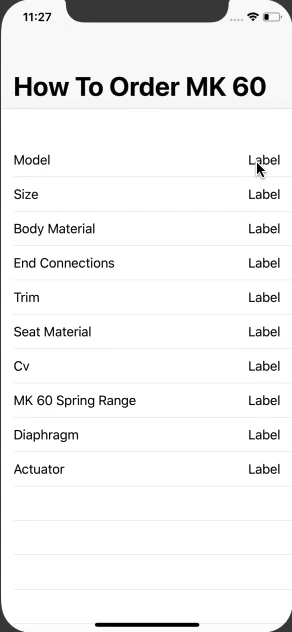 11:27
How To Order MK 60
Model Label
Size Label
Body Material Label
End Connections Label
Trim Label
Seat Material Label
Cv Label
MK 60 Spring Range Label
Diaphragm Label
Actuator Label